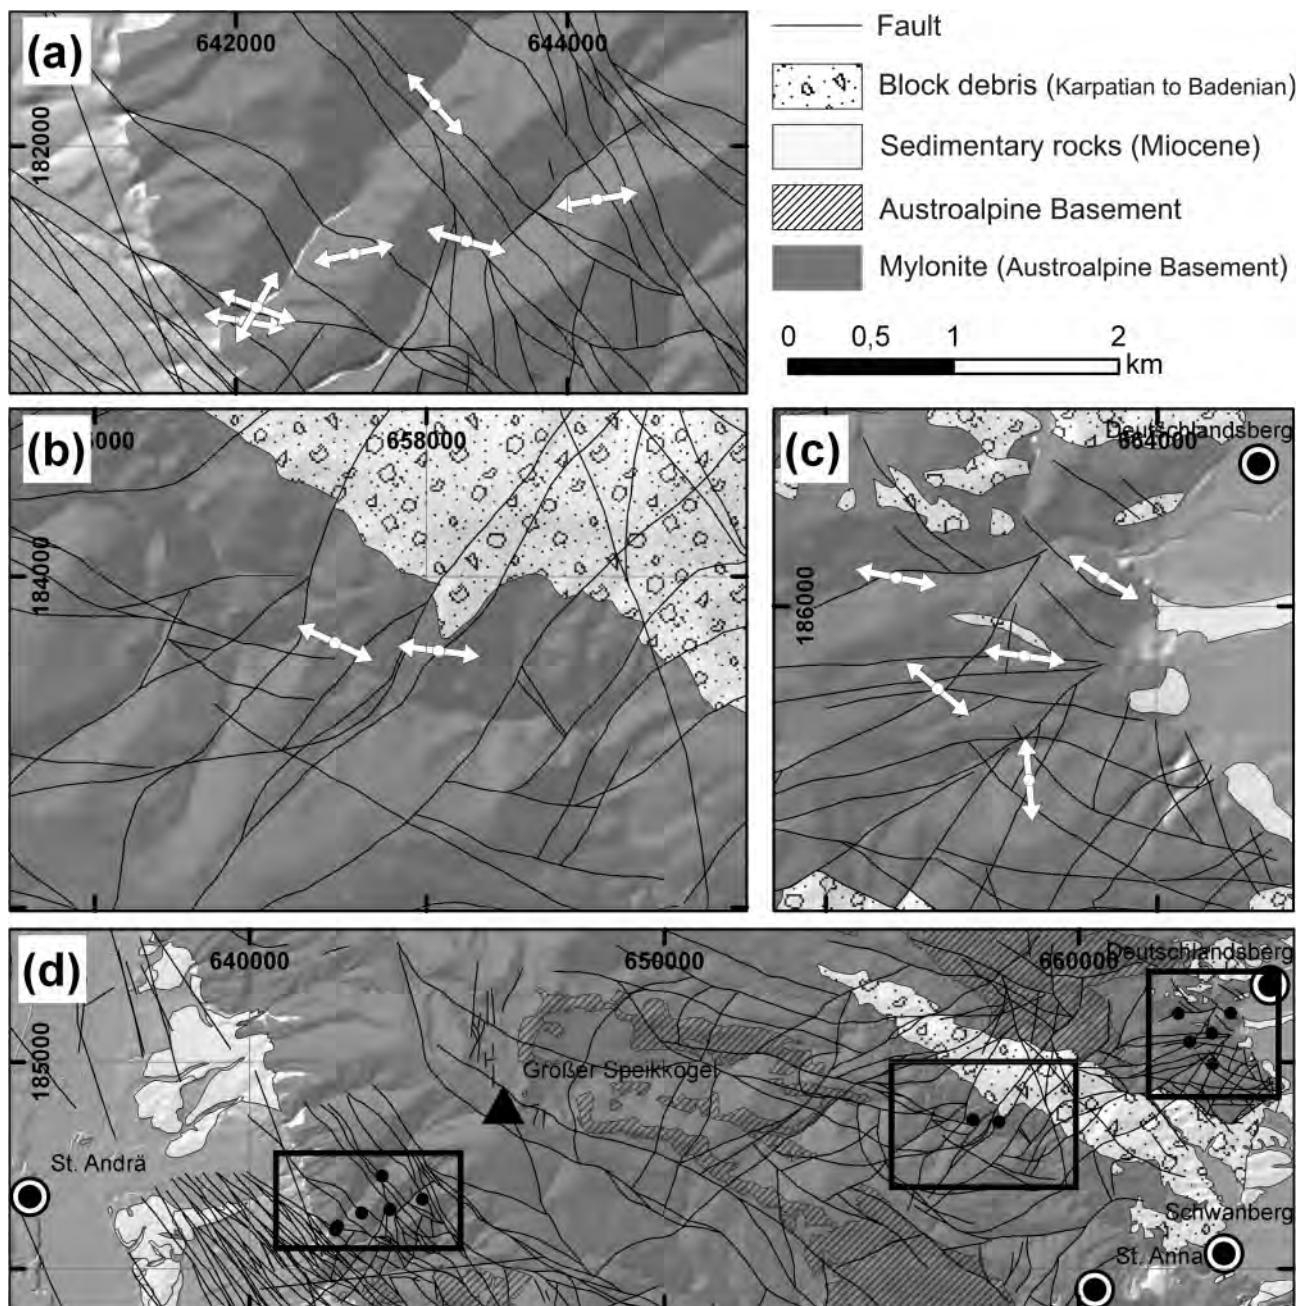 (a)
642000
644000
182000
Fault
Block debris (Karpatian to Badenian)
Sedimentary rocks (Miocene)
Austroalpine Basement
Mylonite (Austroalpine Basement)
0
0,5
1
2
km
(b)
000
658000
184000
(c)
Deutschlandsberg
664000
186000
(d)
640000
650000
660000
Deutschlandsberg
185000
Großer Speikkogel
St. Andrä
Schwanberg
St. Anna